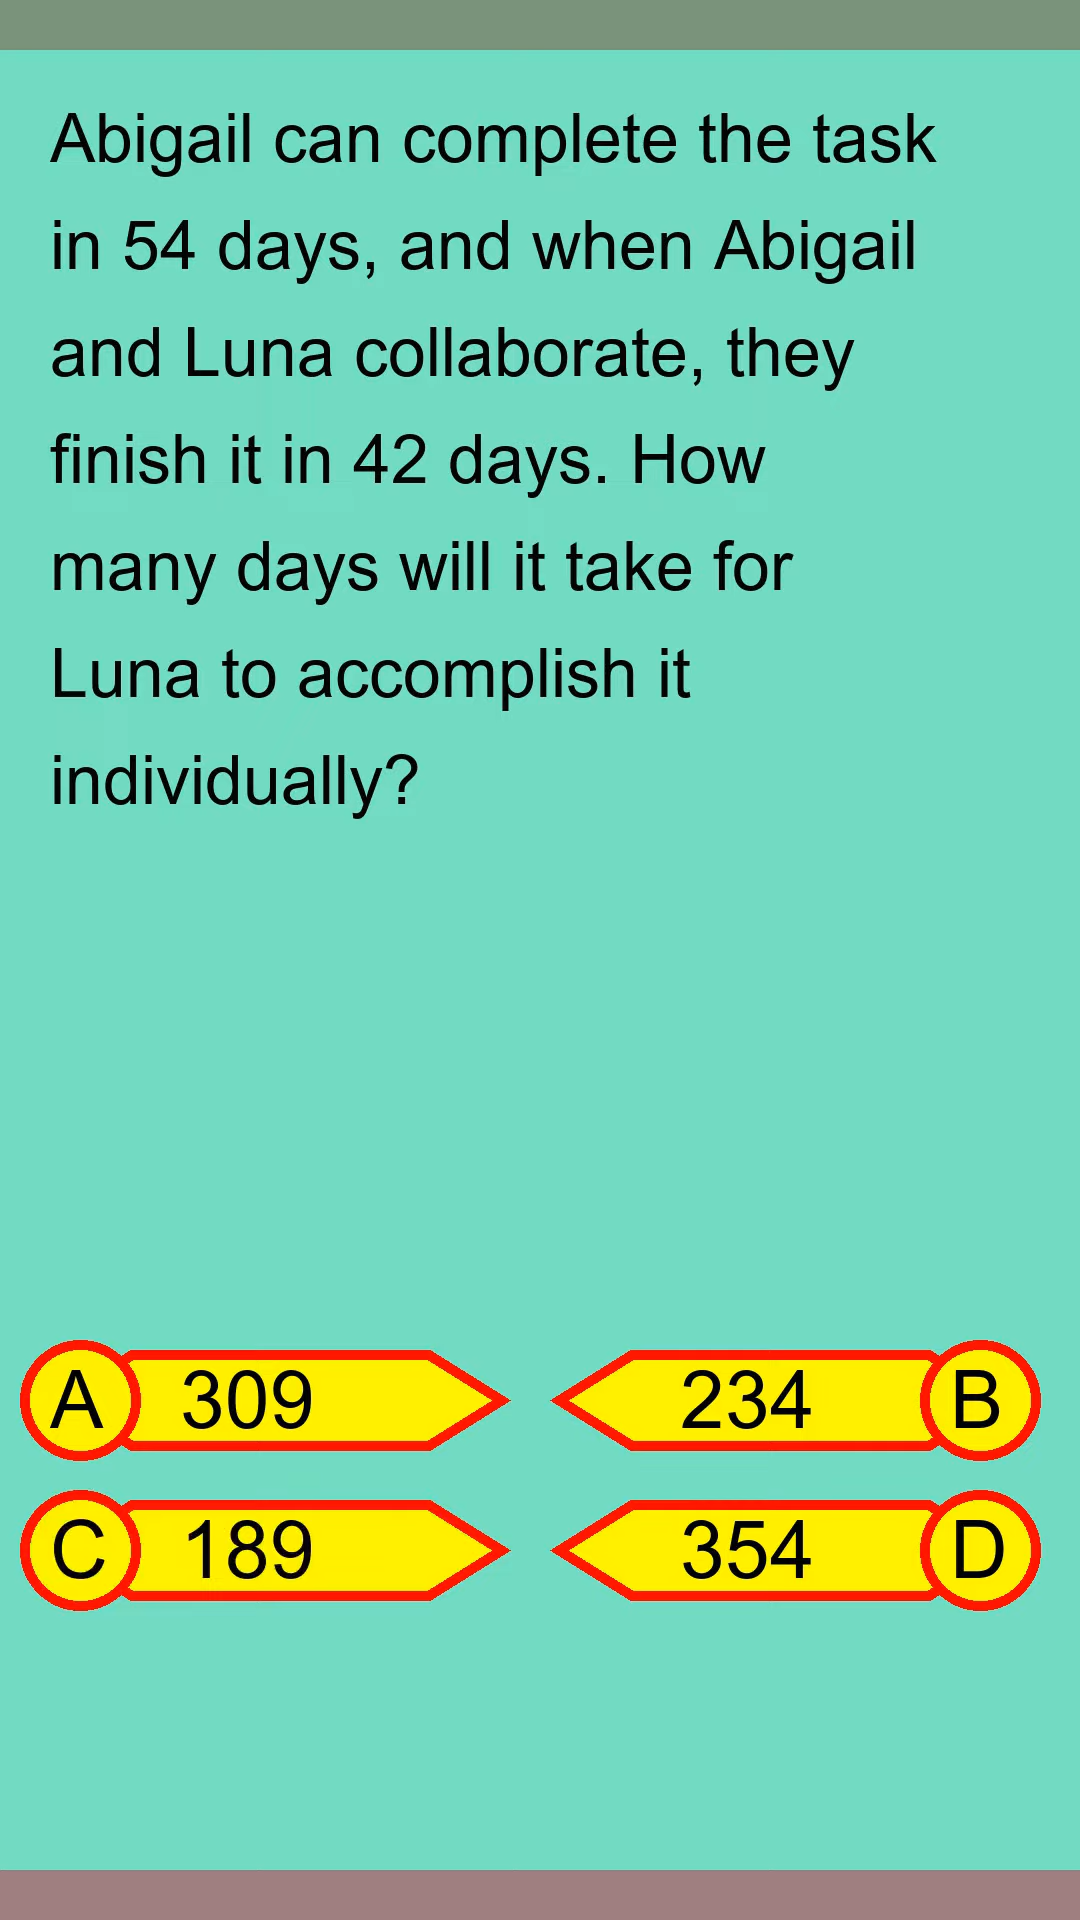 Abigail can complete the task
in 54 days, and when Abigail
and Luna collaborate, they
finish it in 42 days. How
many days will it take for
Luna to accomplish it
individually?
A 309
234 B
C 189
354 D